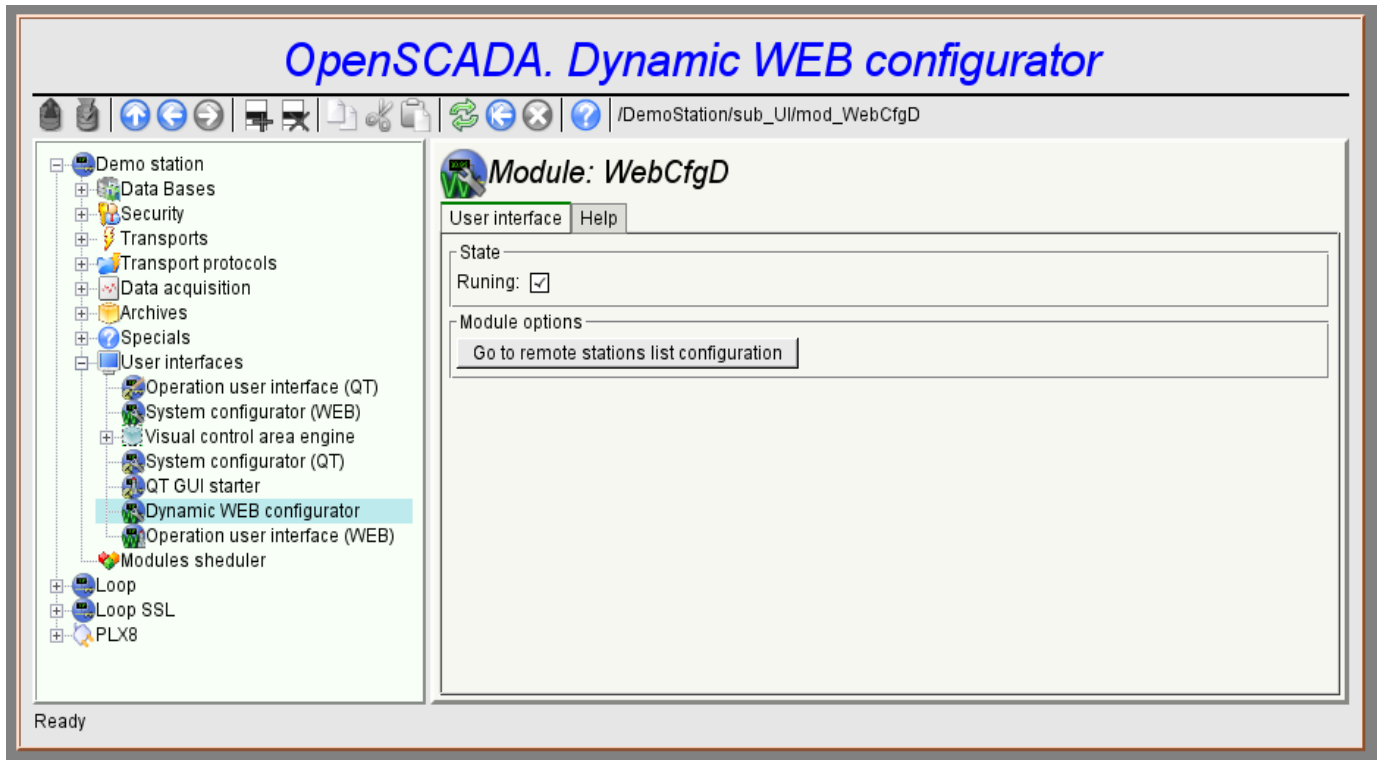 OpenSCADA. Dynamic WEB configurator
/DemoStation/sub_UI/mod_WebCfgD
Demo station
Data Bases
Security
Transports
Transport protocols
Data acquisition
Archives
Specials
User interfaces
Operation user interface (QT)
System configurator (WEB)
Visual control area engine
System configurator (QT)
QT GUI starter
Dynamic WEB configurator
Operation user interface (WEB)
Modules sheduler
Loop
Loop SSL
PLX8
Module: WebCfgD
User interface Help
State
Runing:
Module options
Go to remote stations list configuration
Ready